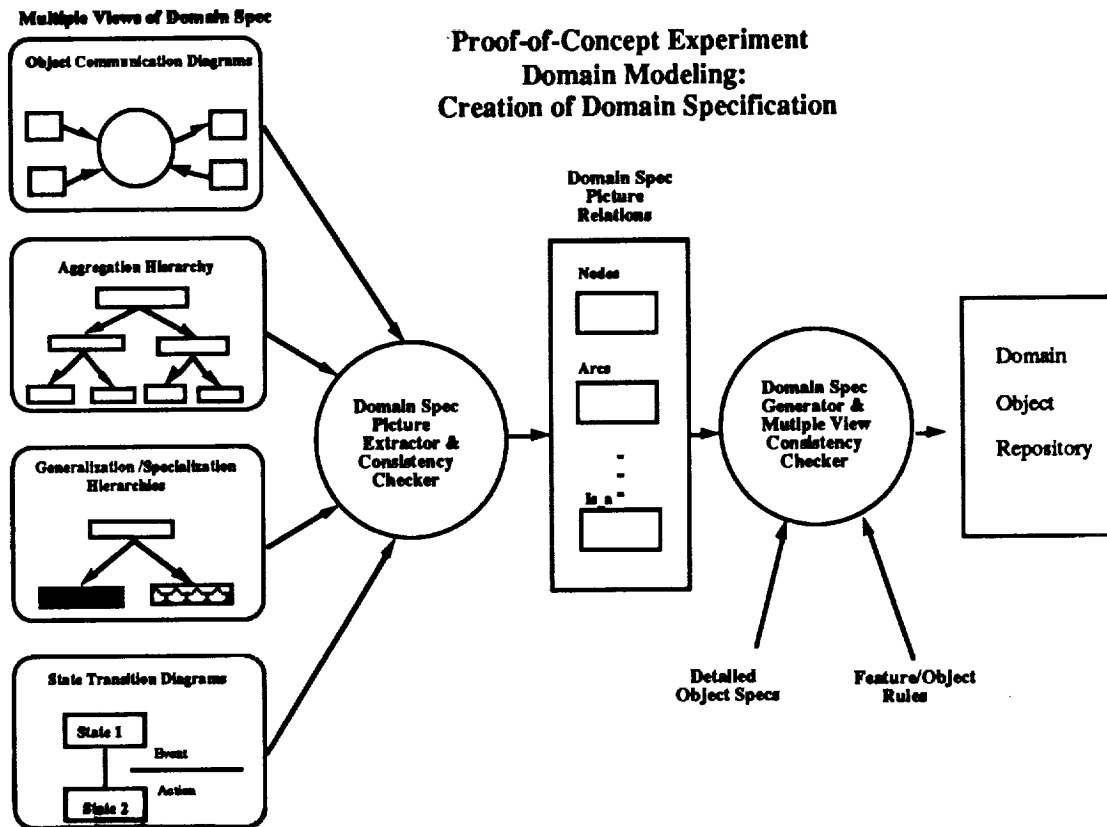 Multiple Views of Domain Spec
Proof-of-Concept Experiment
Domain Modeling:
Creation of Domain Specification
Object Communication Diagrams
Aggregation Hierarchy
Generalization /Specialization
Hierarchies
State Transition Diagrams
State 1
Event
Action
State 2
Domain Spec
Picture
Extractor &
Consistency
Checker
Domain Spec
Picture
Relations
Nodes
Arcs
Is_a
Domain Spec
Generator &
Mutiple View
Consistency
Checker
Detailed
Object Specs
Feature/Object
Rules
Domain
Object
Repository